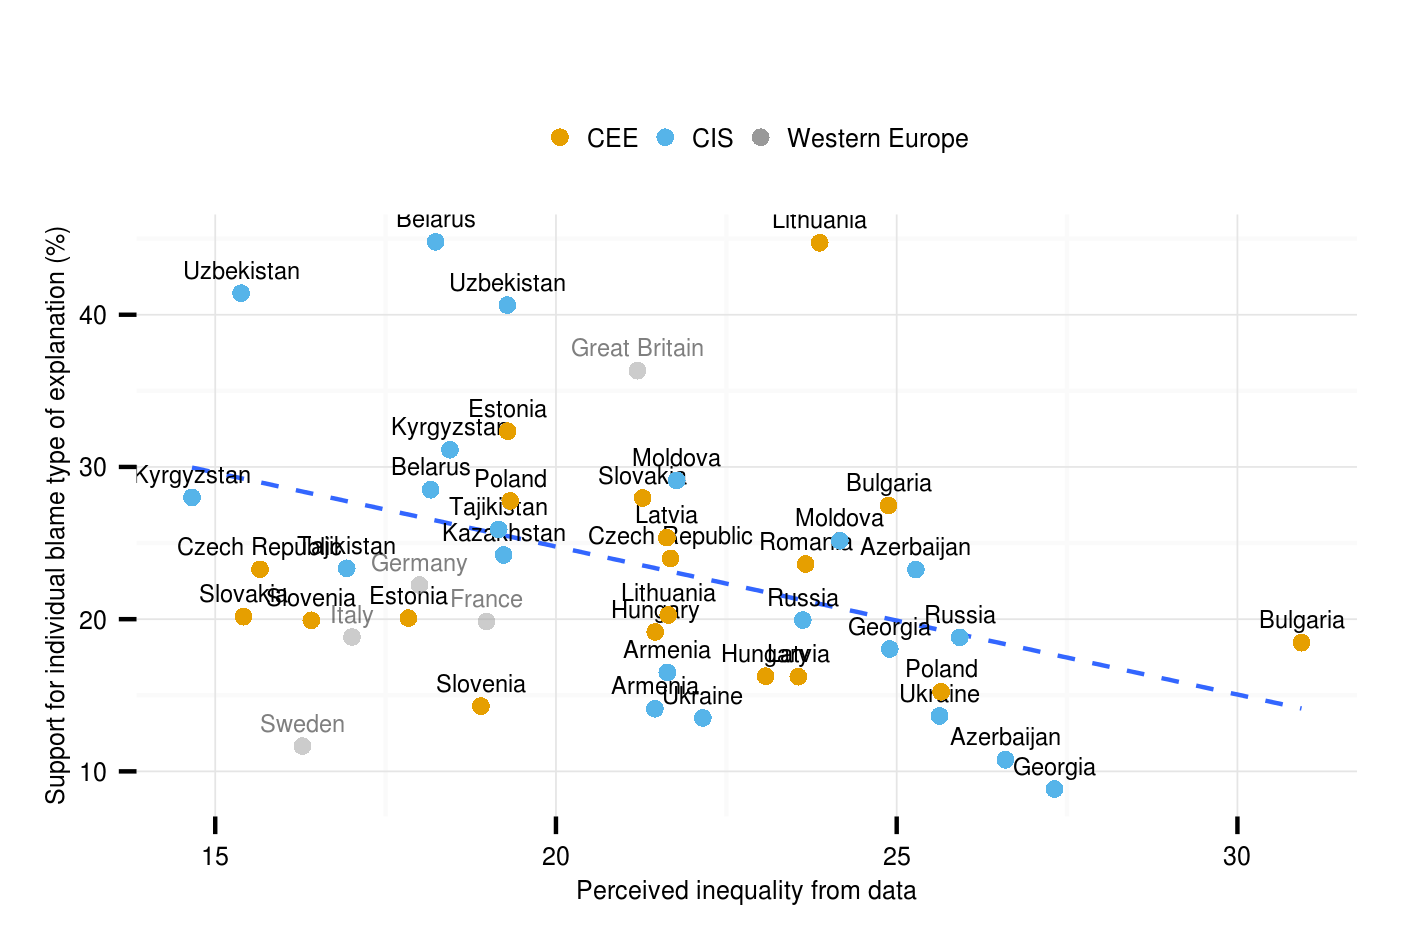 CEE CIS Western Europe
Support for individual blame type of explanation (%)
Belarus
Lithuania
Uzbekistan
Uzbekistan
40
Great Britain
Estonia
Kyrgyzstan
Moldova
30
Belarus
Kyrgyzstan
Poland
Slovakia
Bulgaria
Tajikistan
Latvia
Moldova
Kazakhstan
Czech Republic
Romania
Azerbaijan
Czech Republic
Tajikistan
Germany
Slovakia
Slovenia
Estonia
France
Lithuania
Russia
Hungary
Italy
20
Russia
Bulgaria
Georgia
Armenia
Hungary
Latvia
Poland
Slovenia
Armenia
Ukraine
Ukraine
Sweden
Azerbaijan
10
Georgia
15 20 25 30
Perceived inequality from data